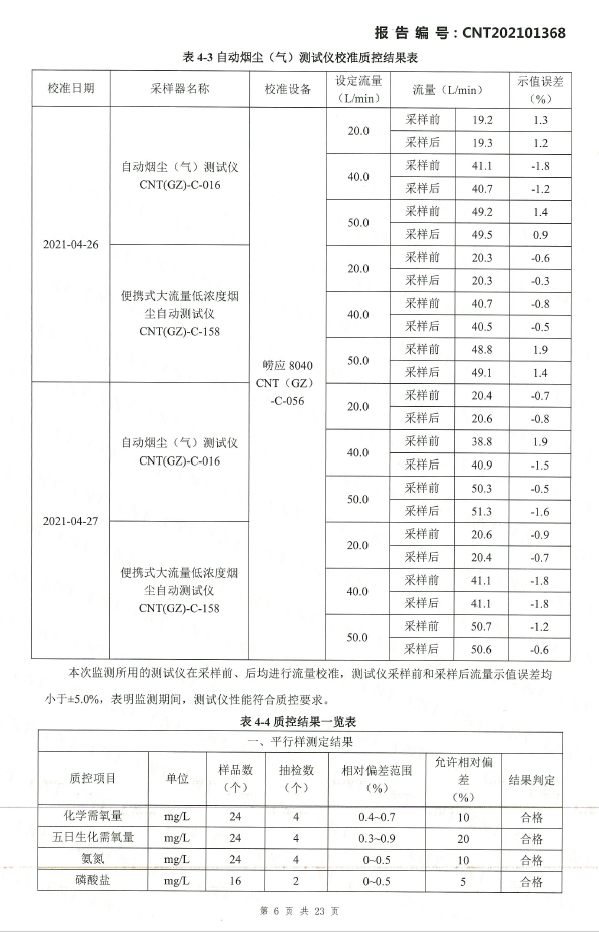 报 告 编 号：CNT202101368
表 4-3 自动烟尘（气）测试仪校准质控结果表
校准日期 采样器名称 校准设备 设定流量（L/min） 流量（L/min） 示值误差（%）
2021-04-26 自动烟尘（气）测试仪 CNT(GZ)-C-016 崂应 8040 CNT（GZ）-C-056 20.0 采样前 19.2 1.3
采样后 19.3 1.2
40.0 采样前 41.1 -1.8
采样后 40.7 -1.2
50.0 采样前 49.2 1.4
采样后 49.5 0.9
便携式大流量低浓度烟尘自动测试仪 CNT(GZ)-C-158 20.0 采样前 20.3 -0.6
采样后 20.3 -0.3
40.0 采样前 40.7 -0.8
采样后 40.5 -0.5
50.0 采样前 48.8 1.9
采样后 49.1 1.4
2021-04-27 自动烟尘（气）测试仪 CNT(GZ)-C-016 20.0 采样前 20.4 -0.7
采样后 20.6 -0.8
40.0 采样前 38.8 1.9
采样后 40.9 -1.5
50.0 采样前 50.3 -0.5
采样后 51.3 -1.6
便携式大流量低浓度烟尘自动测试仪 CNT(GZ)-C-158 20.0 采样前 20.6 -0.9
采样后 20.4 -0.7
40.0 采样前 41.1 -1.8
采样后 41.1 -1.8
50.0 采样前 50.7 -1.2
采样后 50.6 -0.6
本次监测所用的测试仪在采样前、后均进行流量校准，测试仪采样前和采样后流量示值误差均
小于±5.0%，表明监测期间，测试仪性能符合质控要求。
表 4-4 质控结果一览表
一、平行样测定结果
质控项目 单位 样品数（个） 抽检数（个） 相对偏差范围（%） 允许相对偏差（%） 结果判定
化学需氧量 mg/L 24 4 0.4~0.7 10 合格
五日生化需氧量 mg/L 24 4 0.3~0.9 20 合格
氨氮 mg/L 24 4 0~0.5 10 合格
磷酸盐 mg/L 16 2 0~0.5 5 合格
第 6 页 共 23 页